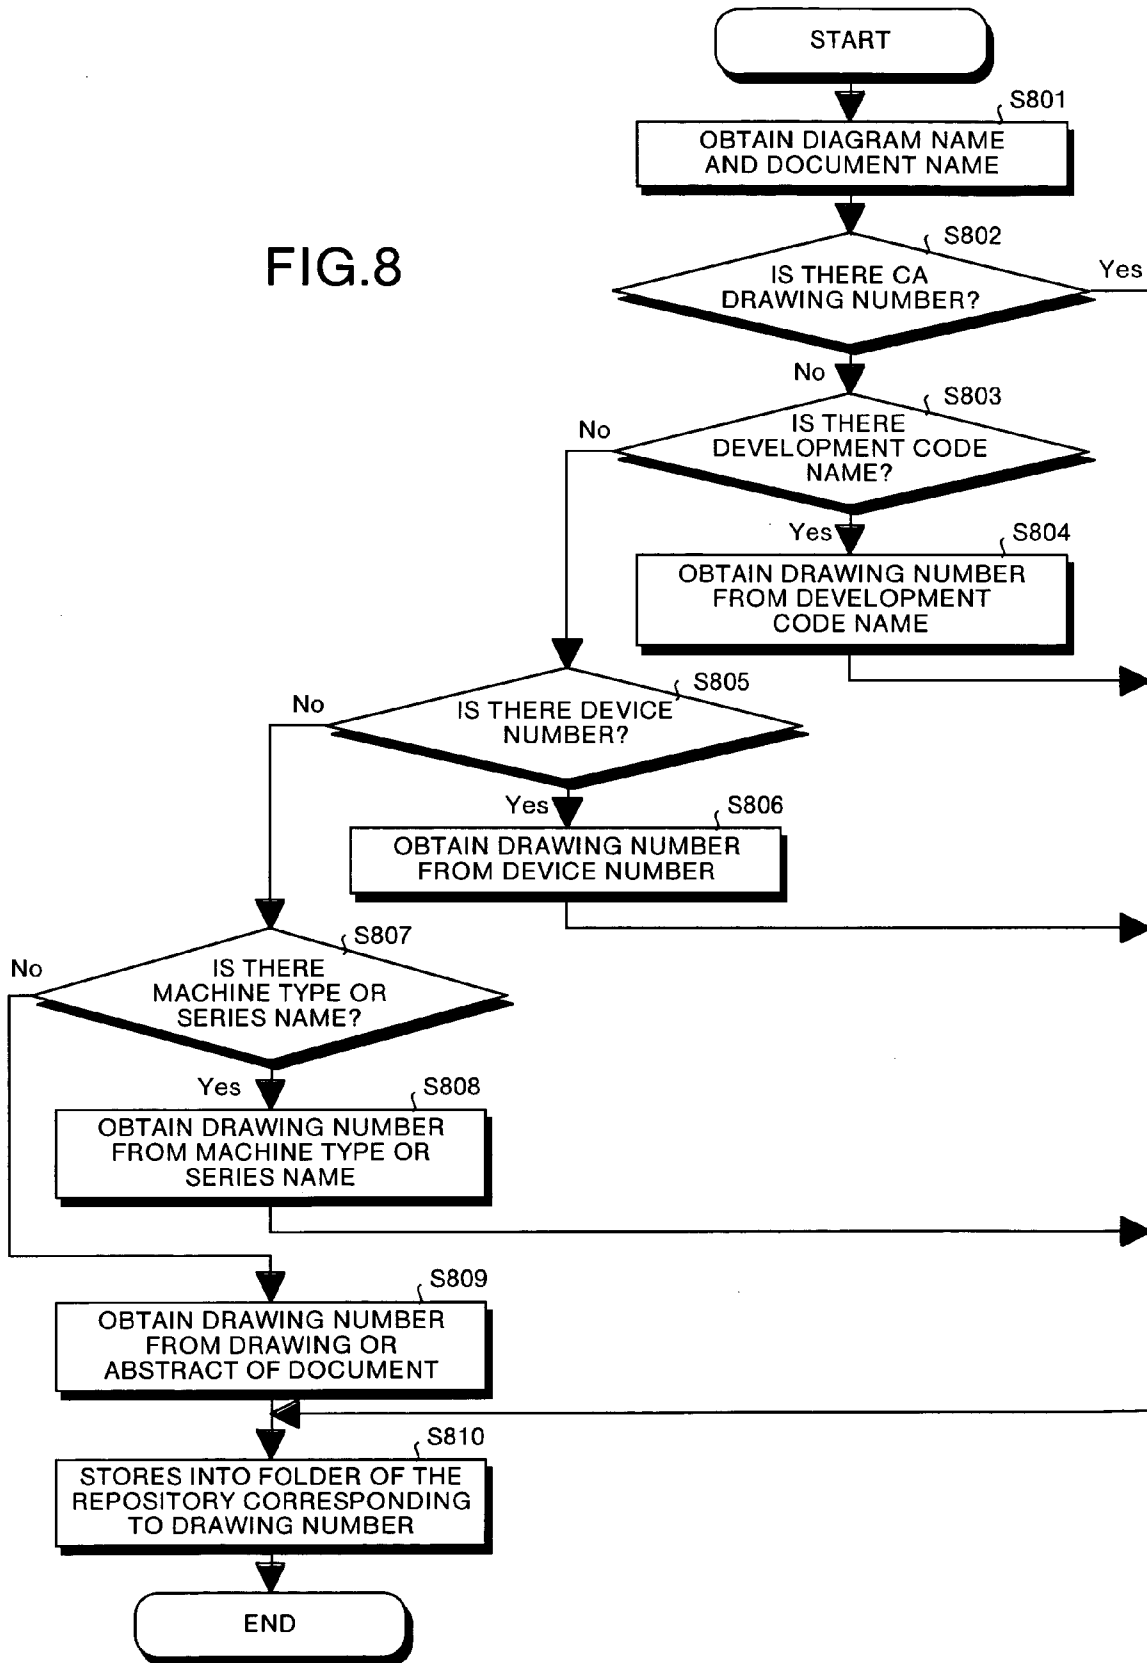 START
S801
OBTAIN DIAGRAM NAME
AND DOCUMENT NAME
FIG.8
S802
IS THERE CA
DRAWING NUMBER?
Yes
No
S803
IS THERE
DEVELOPMENT CODE
NAME?
No
Yes
S804
OBTAIN DRAWING NUMBER
FROM DEVELOPMENT
CODE NAME
S805
IS THERE DEVICE
NUMBER?
No
Yes
S806
OBTAIN DRAWING NUMBER
FROM DEVICE NUMBER
S807
IS THERE
MACHINE TYPE OR
SERIES NAME?
No
Yes
S808
OBTAIN DRAWING NUMBER
FROM MACHINE TYPE OR
SERIES NAME
S809
OBTAIN DRAWING NUMBER
FROM DRAWING OR
ABSTRACT OF DOCUMENT
S810
STORES INTO FOLDER OF THE
REPOSITORY CORRESPONDING
TO DRAWING NUMBER
END